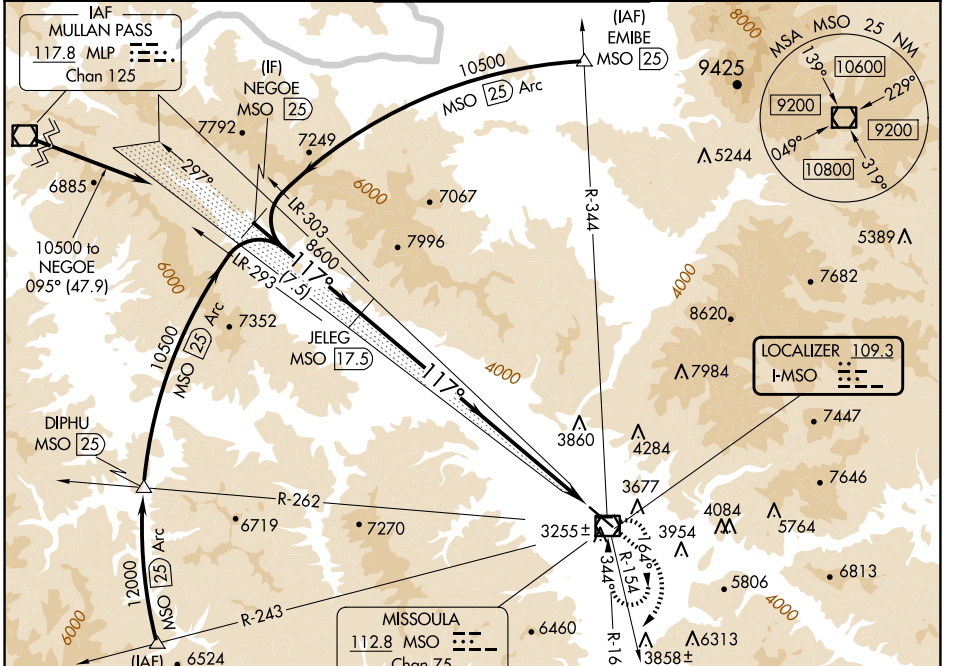 IAF
MULLAN PASS
117.8 MLP
Chan 125
(IF)
NEGOE
MSO 25
(IAF)
EMIBE
MSO 25
10500
MSO 25 Arc
8000
9425
MSA MSO 25 NM
139°
10600
229°
9200
9200
049°
10800
319°
7792
7249
5244
6885
297°
6000
7067
LR-303
R-344
7996
5389
10500 to
NEGOE
095° (47.9)
6000
8600
117°
(7.5)
LR-293
7682
4000
8620
10500
MSO 25 Arc
7352
JELEG
MSO 17.5
117°
4000
7984
LOCALIZER 109.3
I-MSO
DIPHU
MSO 25
3860
4284
7447
7646
R-262
3677
6719
7270
3255±
4084
5764
3954
164°
R-154
344°
12000
MSO 25 Arc
5806
6813
4000
R-243
6000
MISSOULA
112.8 MSO
Chan 75
6460
R-16
3858±
6313
(IAF)
6524